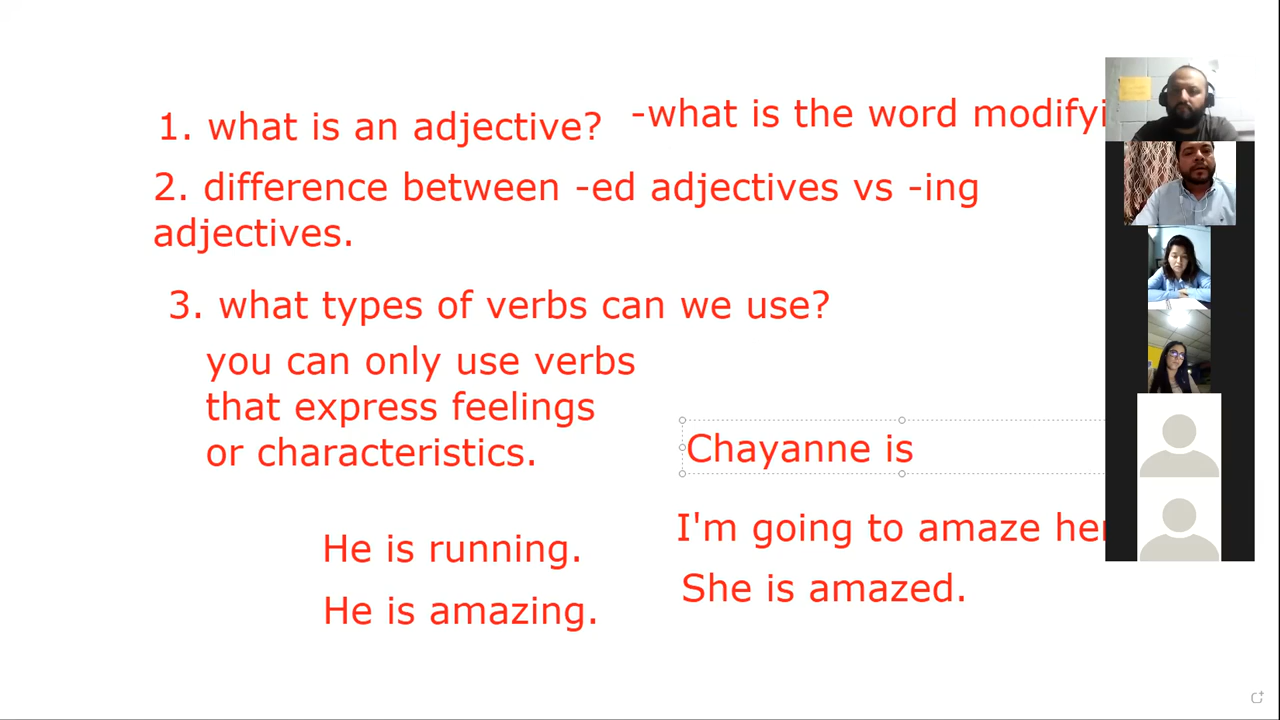 1. what is an adjective?
-what is the word modifyi
2. difference between -ed adjectives vs -ing
adjectives.
3. what types of verbs can we use?
you can only use verbs
that express feelings
or characteristics.
Chayanne is
I'm going to amaze her
He is running.
She is amazed.
He is amazing.